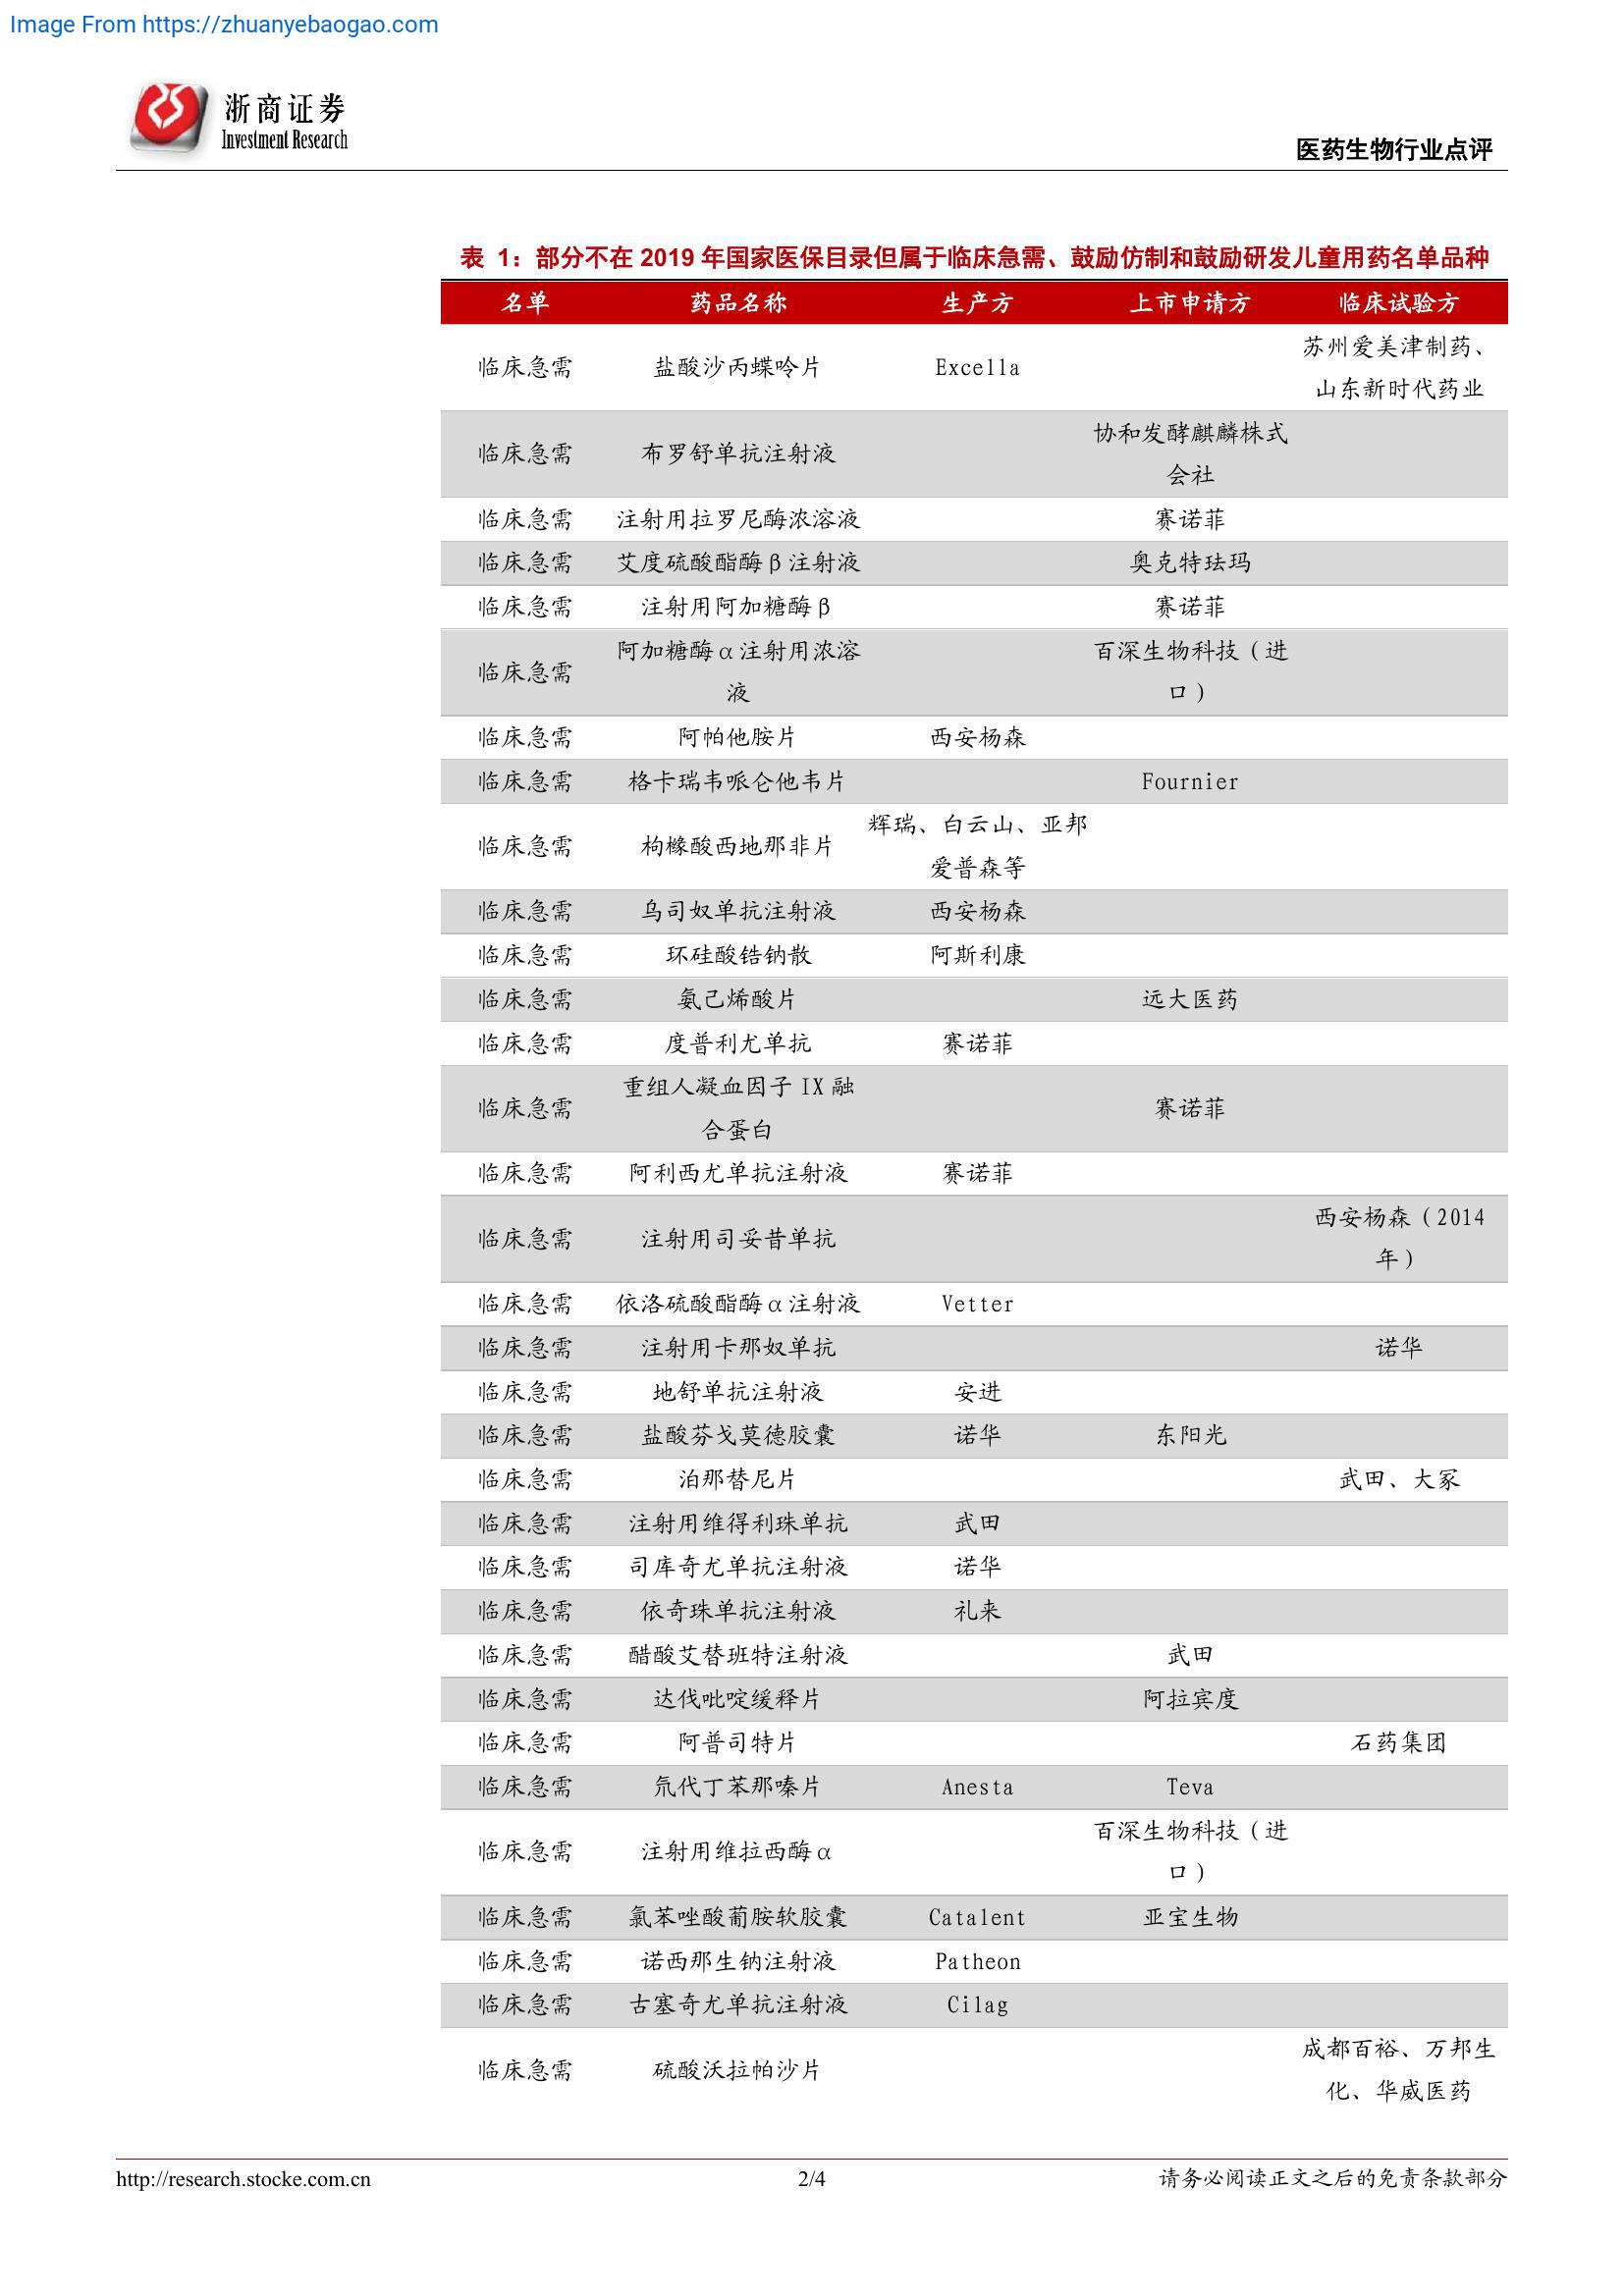 Image From https://zhuanyebaogao.com
浙商证券
Investment Research
医药生物行业点评
表 1：部分不在 2019 年国家医保目录但属于临床急需、鼓励仿制和鼓励研发儿童用药名单品种
名单 药品名称 生产方 上市申请方 临床试验方
临床急需 盐酸沙丙蝶呤片 Excella 苏州爱美津制药、
山东新时代药业
临床急需 布罗舒单抗注射液 协和发酵麒麟株式
会社
临床急需 注射用拉罗尼酶浓溶液 赛诺菲
临床急需 艾度硫酸酯酶β注射液 奥克特珐玛
临床急需 注射用阿加糖酶β 赛诺菲
临床急需 阿加糖酶α注射用浓溶
液
百深生物科技（进
口）
临床急需 阿帕他胺片 西安杨森
临床急需 格卡瑞韦哌仑他韦片 Fournier
临床急需 枸橼酸西地那非片 辉瑞、白云山、亚邦
爱普森等
临床急需 乌司奴单抗注射液 西安杨森
临床急需 环硅酸锆钠散 阿斯利康
临床急需 氨己烯酸片 远大医药
临床急需 度普利尤单抗 赛诺菲
临床急需 重组人凝血因子 IX 融
合蛋白
赛诺菲
临床急需 阿利西尤单抗注射液 赛诺菲
临床急需 注射用司妥昔单抗 西安杨森（2014
年）
临床急需 依洛硫酸酯酶α注射液 Vetter
临床急需 注射用卡那奴单抗 诺华
临床急需 地舒单抗注射液 安进
临床急需 盐酸芬戈莫德胶囊 诺华 东阳光
临床急需 泊那替尼片 武田、大冢
临床急需 注射用维得利珠单抗 武田
临床急需 司库奇尤单抗注射液 诺华
临床急需 依奇珠单抗注射液 礼来
临床急需 醋酸艾替班特注射液 武田
临床急需 达伐吡啶缓释片 阿拉宾度
临床急需 阿普司特片 石药集团
临床急需 氘代丁苯那嗪片 Anesta Teva
临床急需 注射用维拉西酶α 百深生物科技（进
口）
临床急需 氯苯唑酸葡胺软胶囊 Catalent 亚宝生物
临床急需 诺西那生钠注射液 Patheon
临床急需 古塞奇尤单抗注射液 Cilag
临床急需 硫酸沃拉帕沙片 成都百裕、万邦生
化、华威医药
http://research.stocke.com.cn 2/4 请务必阅读正文之后的免责条款部分